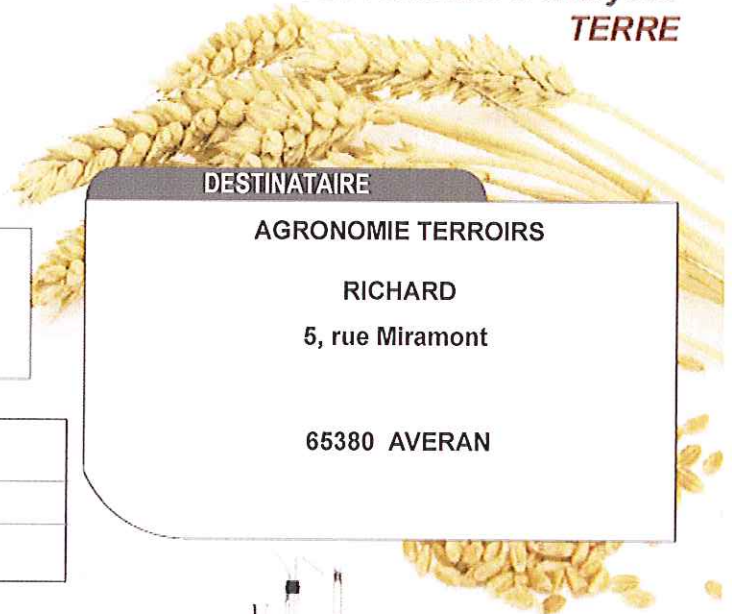 TERRE
DESTINATAIRE
AGRONOMIE TERROIRS
RICHARD
5, rue Miramont
65380 AVERAN